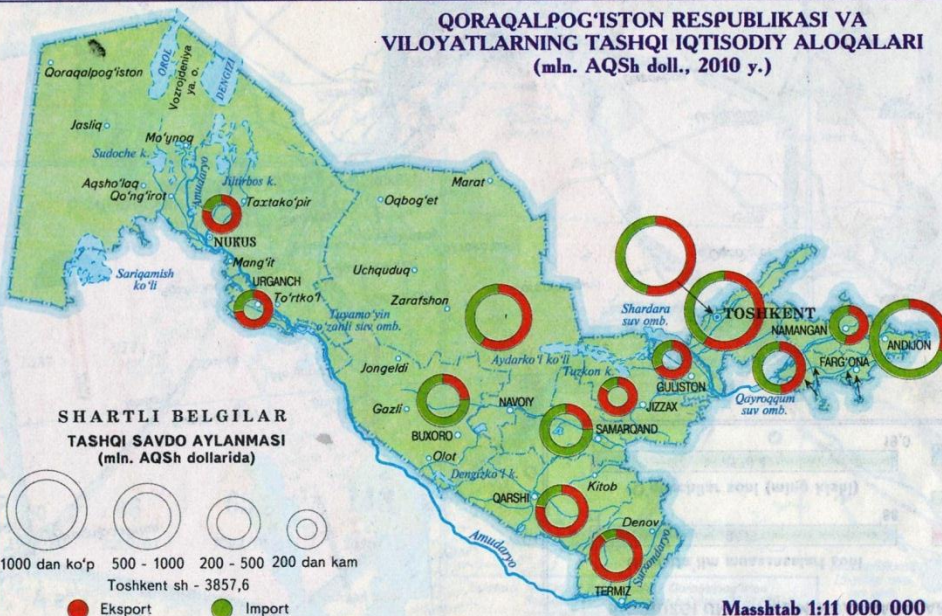 QORAQALPOG‘ISTON RESPUBLIKASI VA
VILOYATLARNING TASHQI IQTISODIY ALOQALARI
(mln. AQSh doll., 2010 y.)
Qoraqalpog‘iston
OROL
Vozrojdeniya
ya. o.
DENGIZI
Jasliq
Mo‘ynoq
Sudoche k.
Amudaryo
Jiltirbos k.
Aqsho‘laq
Qo‘ng‘irot
Taxtako‘pir
NUKUS
Marat
Oqbog‘et
Mang‘it
Sariqamish
ko‘li
URGANCH
To‘rtko‘l
Uchquduq
Zarafshon
Tuyamo‘yin
o‘zanli suv omb.
Shardara
suv omb.
TOSHKENT
NAMANGAN
ANDIJON
FARG‘ONA
Aydarko‘l ko‘li
Tuzkon k.
Jongeldi
GULISTON
Qayroqqum
suv omb.
Gazli
NAVOIY
JIZZAX
BUXORO
SAMARQAND
Olot
Dengizko‘l k.
Kitob
QARSHI
Denov
Amudaryo
Surxondaryo
TERMIZ
SHARTLI BELGILAR
TASHQI SAVDO AYLANMASI
(mln. AQSh dollarida)
1000 dan ko‘p 500 - 1000 200 - 500 200 dan kam
Toshkent sh - 3857,6
Eksport Import
Masshtab 1:11 000 000